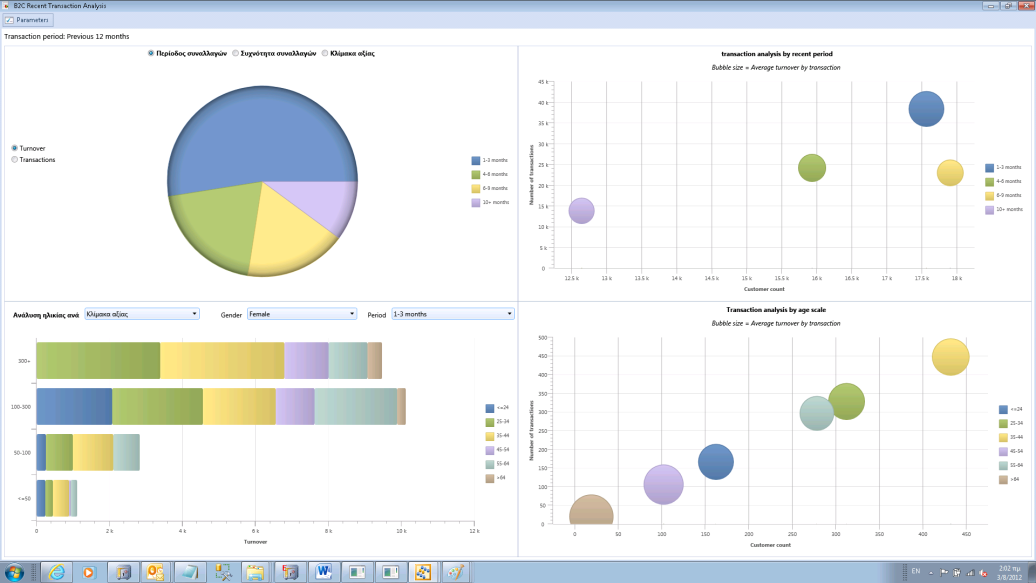 B2C Recent Transaction Analysis
Parameters
Transaction period: Previous 12 months
Περίοδος συναλλαγών Συχνότητα συναλλαγών Κλίμακα αξίας
Turnover
Transactions
1-3 months
4-6 months
6-9 months
10+ months
transaction analysis by recent period
Bubble size = Average turnover by transaction
Number of transactions
45 k
40 k
35 k
30 k
25 k
20 k
15 k
10 k
5 k
0
12.5 k 13 k 13.5 k 14 k 14.5 k 15 k 15.5 k 16 k 16.5 k 17 k 17.5 k 18 k
Customer count
1-3 months
4-6 months
6-9 months
10+ months
Ανάλυση ηλικίας ανά Κλίμακα αξίας Gender Female Period 1-3 months
300+
100-300
50-100
<=50
0 2 k 4 k 6 k 8 k 10 k 12 k
Turnover
<=24
25-34
35-44
45-54
55-64
>64
Transaction analysis by age scale
Bubble size = Average turnover by transaction
Number of transactions
500
450
400
350
300
250
200
150
100
50
0
0 50 100 150 200 250 300 350 400 450
Customer count
<=24
25-34
35-44
45-54
55-64
>64
EN
2:02 πμ
3/8/2012